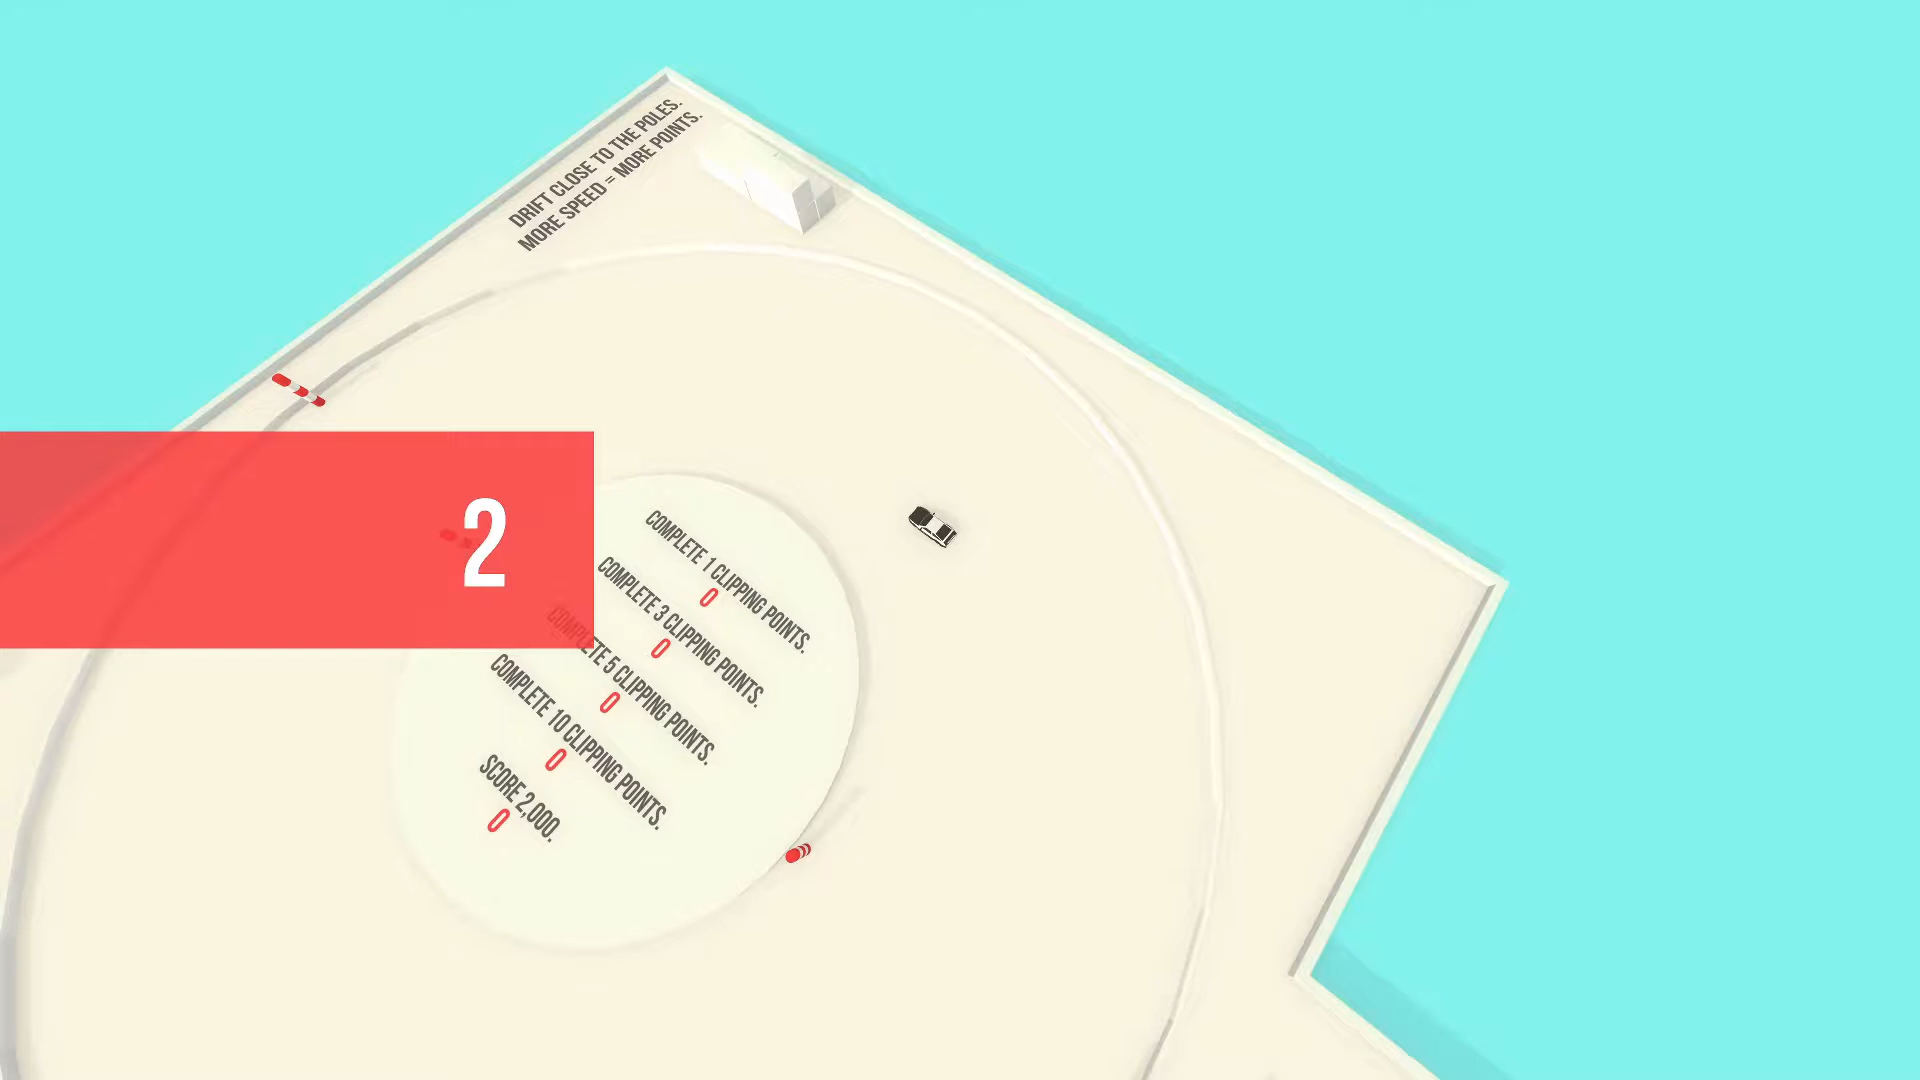 DRIFT CLOSE TO THE POLES.
MORE SPEED = MORE POINTS.
2
COMPLETE 1 CLIPPING POINTS.
0
COMPLETE 3 CLIPPING POINTS.
0
COMPLETE 5 CLIPPING POINTS.
0
COMPLETE 10 CLIPPING POINTS.
0
SCORE 2,000.
0